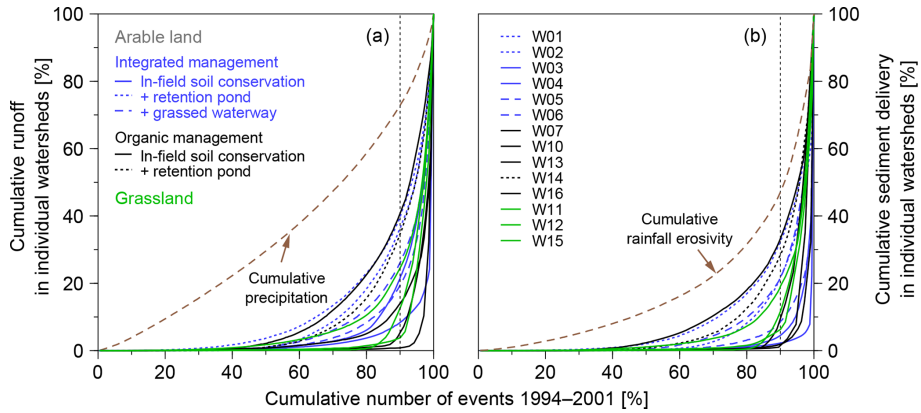 Cumulative runoff
in individual watersheds [%]
100
80
60
40
20
0
(a)
Arable land
Integrated management
In-field soil conservation
+ retention pond
+ grassed waterway
Organic management
In-field soil conservation
+ retention pond
Grassland
Cumulative
precipitation
0 20 40 60 80 100
(b)
W01
W02
W03
W04
W05
W06
W07
W10
W13
W14
W16
W11
W12
W15
Cumulative
rainfall erosivity
0 20 40 60 80 100
100
80
60
40
20
0
Cumulative sediment delivery
in individual watersheds [%]
Cumulative number of events 1994–2001 [%]